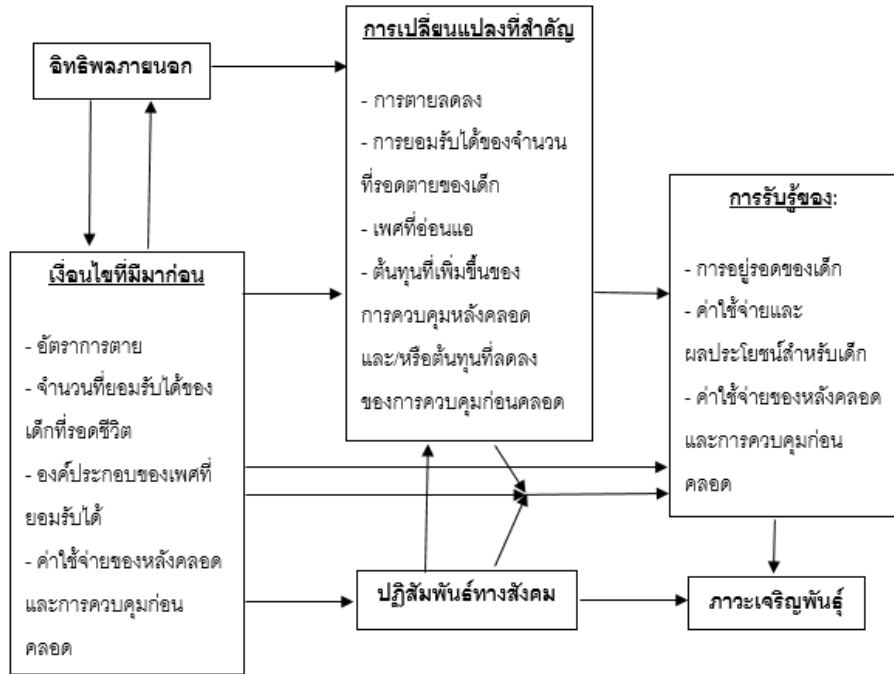 อิทธิพลภายนอก
การเปลี่ยนแปลงที่สำคัญ
- การตายลดลง
- การยอมรับได้ของจำนวน
ที่รอดตายของเด็ก
- เพศที่อ่อนแอ
- ต้นทุนที่เพิ่มขึ้นของ
การควบคุมหลังคลอด
และ/หรือต้นทุนที่ลดลง
ของการควบคุมก่อนคลอด
เงื่อนไขที่มีมาก่อน
- อัตราการตาย
- จำนวนที่ยอมรับได้ของ
เด็กที่รอดชีวิต
- องค์ประกอบของเพศที่
ยอมรับได้
- ค่าใช้จ่ายของหลังคลอด
และการควบคุมก่อน
คลอด
การรับรู้ของ:
- การอยู่รอดของเด็ก
- ค่าใช้จ่ายและ
ผลประโยชน์สำหรับเด็ก
- ค่าใช้จ่ายของหลังคลอด
และการควบคุมก่อน
คลอด
ปฏิสัมพันธ์ทางสังคม
ภาวะเจริญพันธุ์